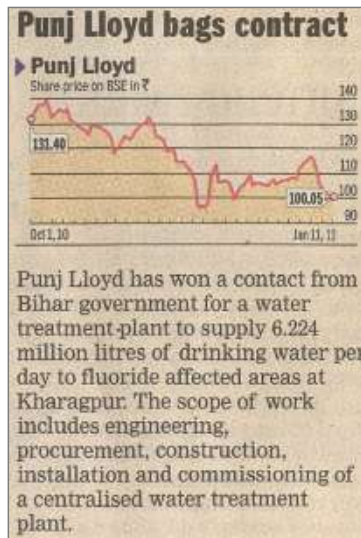 Punj Lloyd bags contract
Punj Lloyd
Share price on BSE in ₹
140
130
131.40
120
110
100.05
100
90
Oct 1, 10
Jan 11, 11
Punj Lloyd has won a contact from
Bihar government for a water
treatment-plant to supply 6.224
million litres of drinking water per
day to fluoride affected areas at
Kharagpur. The scope of work
includes engineering,
procurement, construction,
installation and commissioning of
a centralised water treatment
plant.